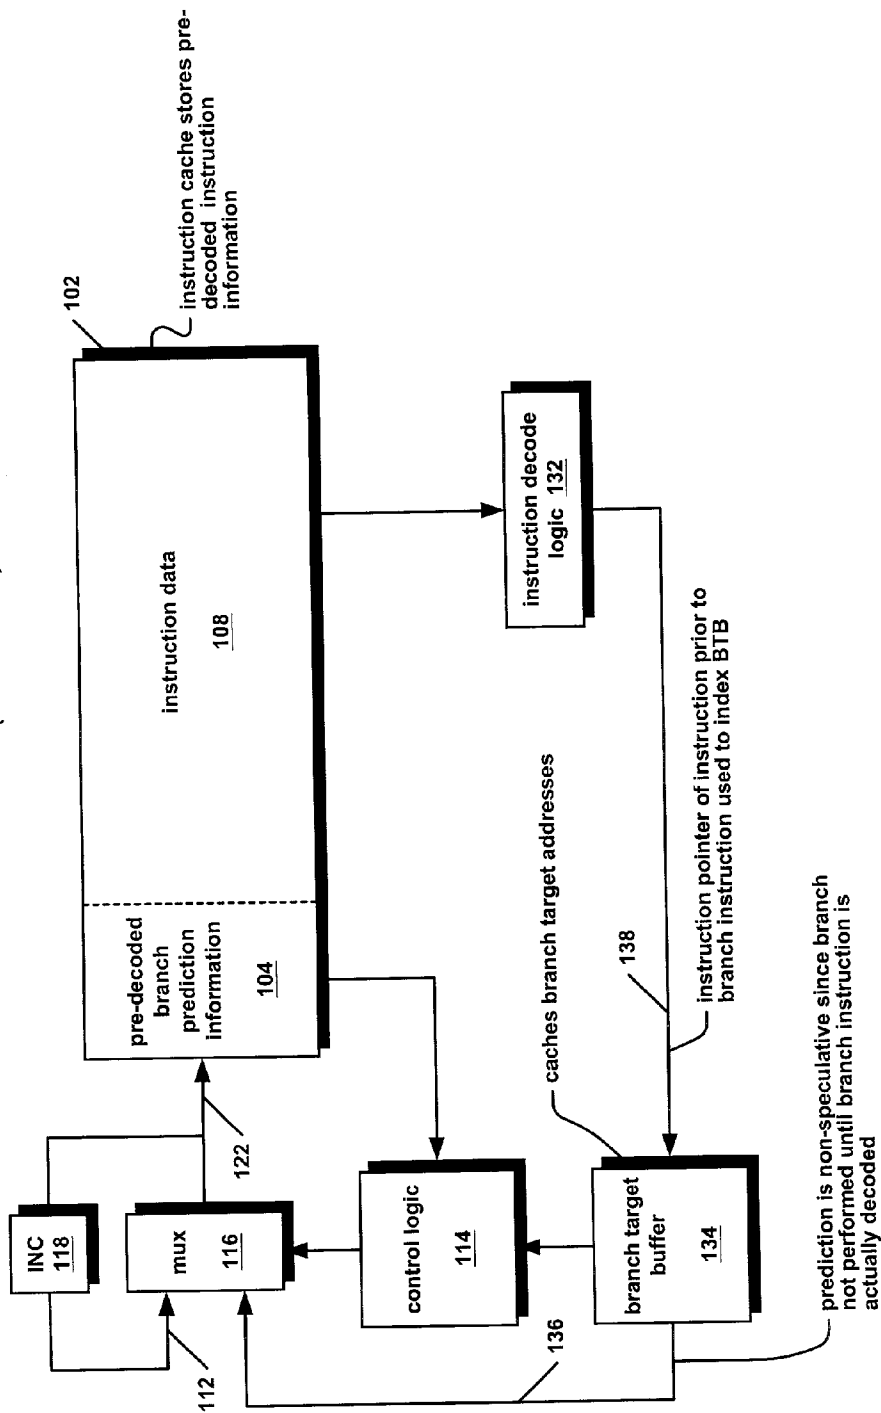 102
instruction cache stores pre-
decoded instruction
information
INC
118
122
112
mux
116
pre-decoded
branch
prediction
information
104
instruction data
108
control logic
114
instruction decode
logic 132
caches branch target addresses
138
instruction pointer of instruction prior to
branch instruction used to index BTB
branch target
buffer
134
136
prediction is non-speculative since branch
not performed until branch instruction is
actually decoded